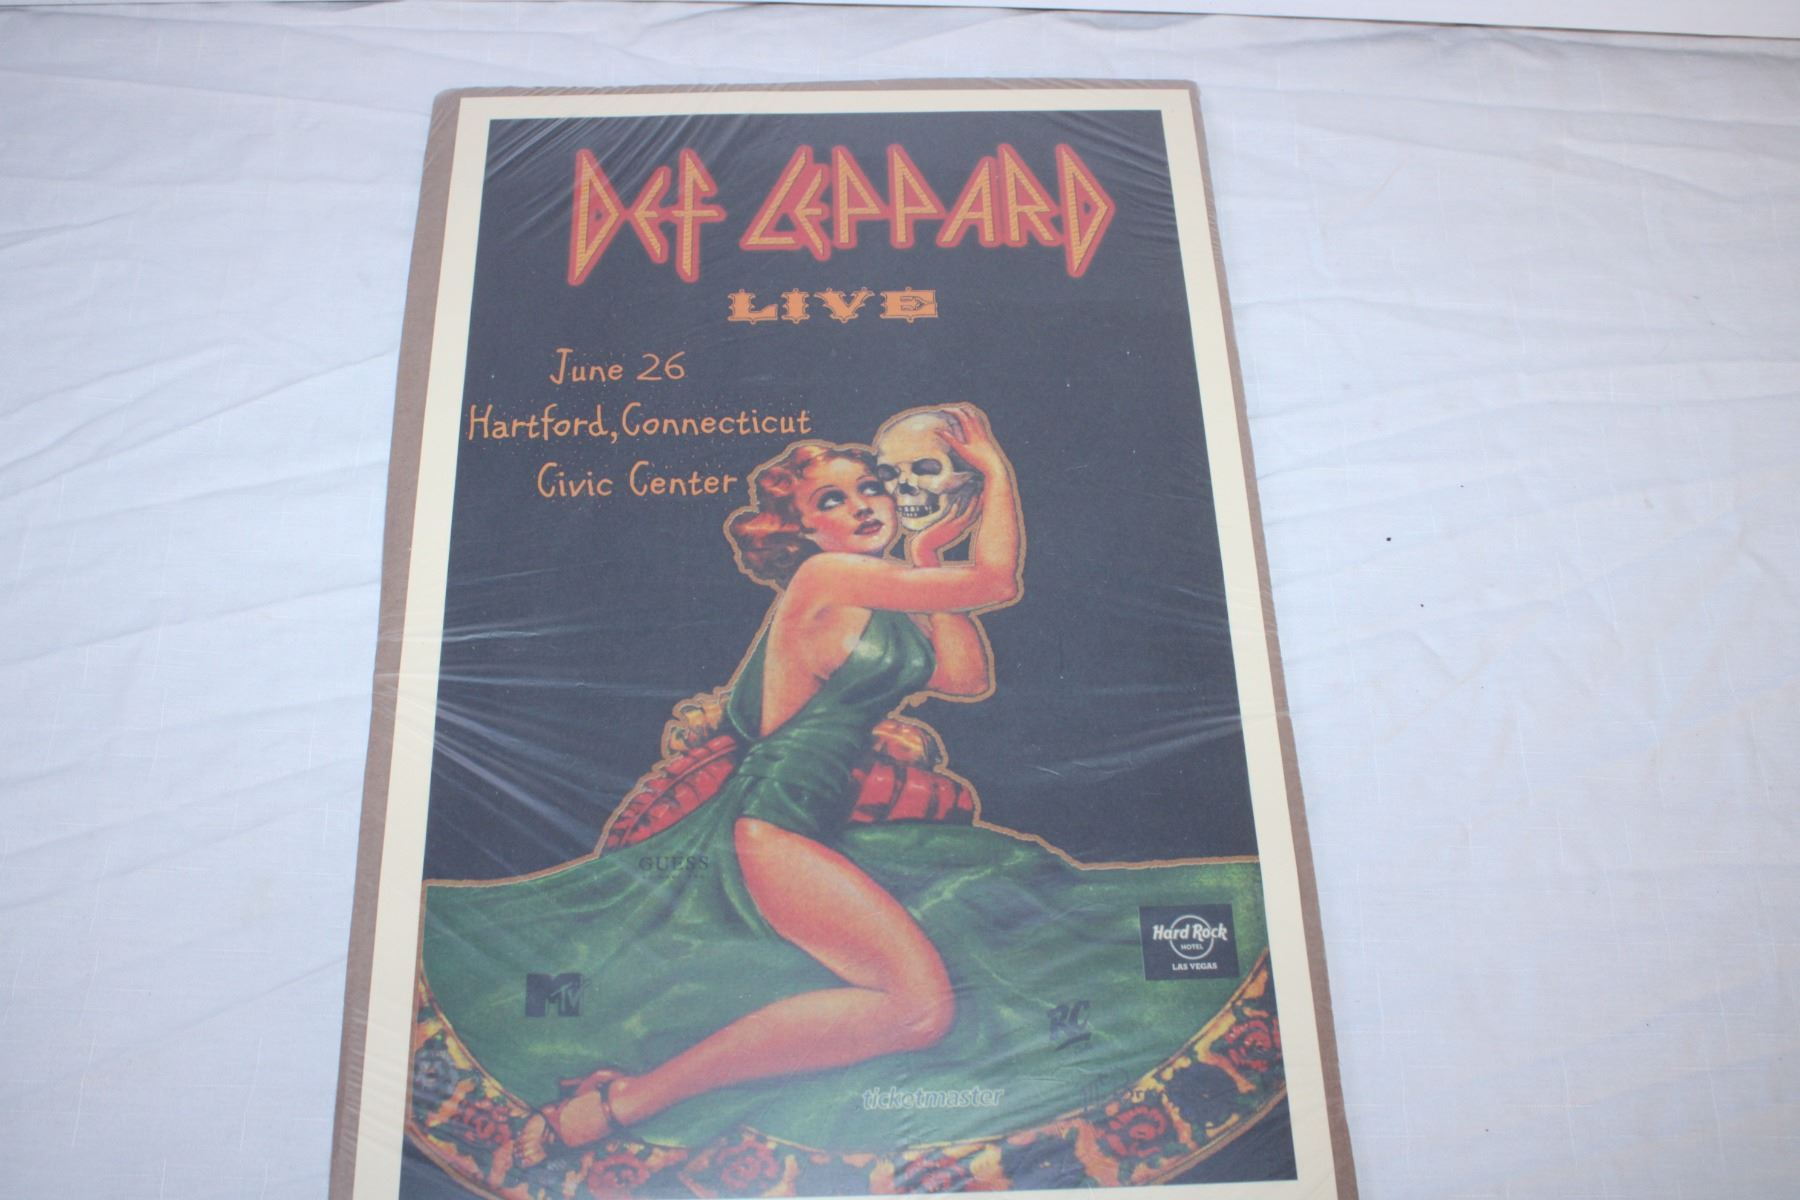 DEF LEPPARD
LIVE
June 26
Hartford, Connecticut
Civic Center
GUESS
Hard Rock
HOTEL
LAS VEGAS
MTV
RC
ticketmaster